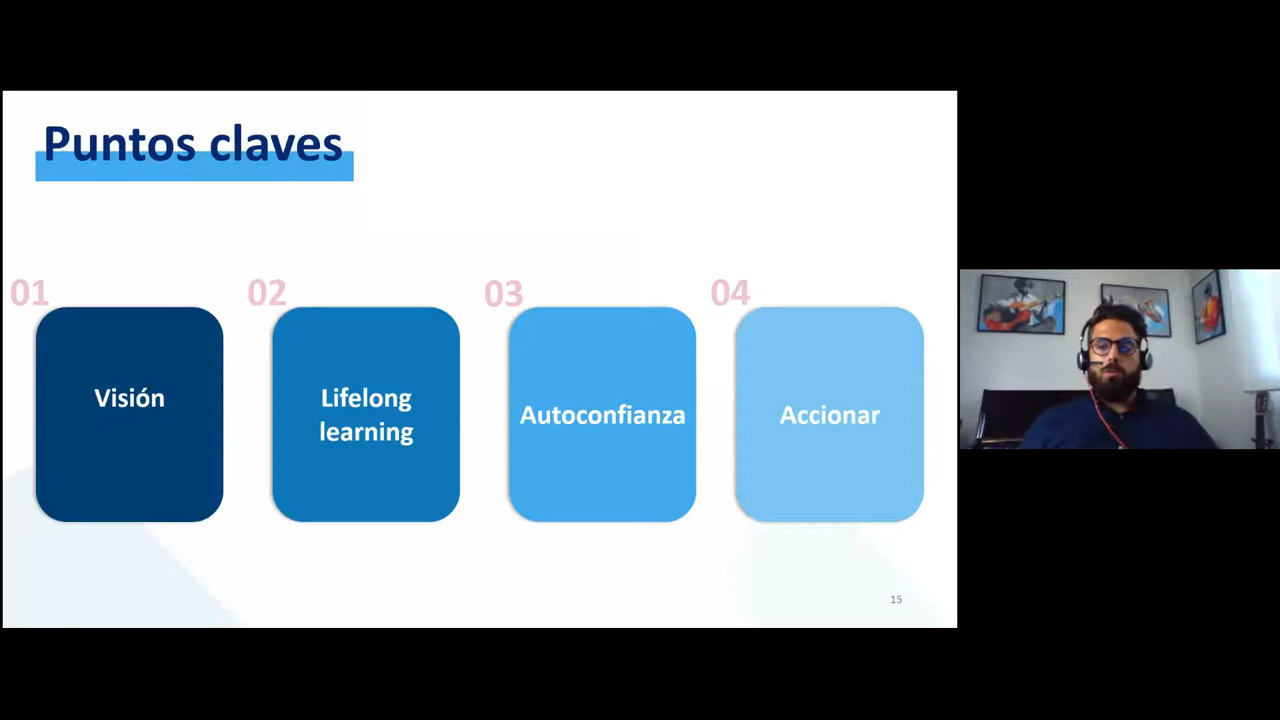 Puntos claves
01
Visión
02
Lifelong
learning
03
Autoconfianza
04
Accionar
15